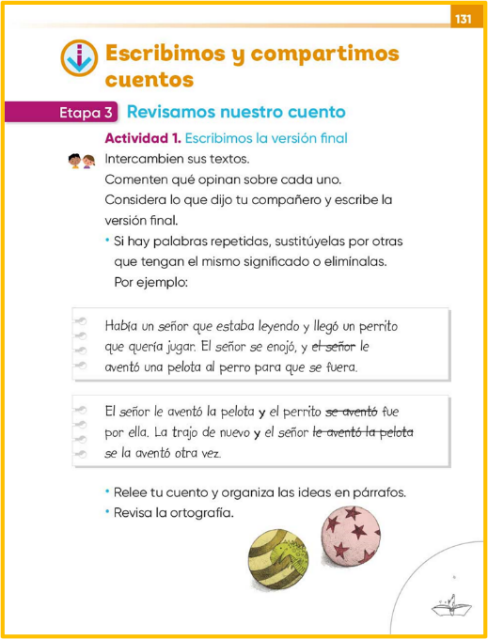 131
Escribimos y compartimos
cuentos
Etapa 3 Revisamos nuestro cuento
Actividad 1. Escribimos la versión final
Intercambien sus textos.
Comenten qué opinan sobre cada uno.
Considera lo que dijo tu compañero y escribe la
versión final.
• Si hay palabras repetidas, sustitúyelas por otras
que tengan el mismo significado o elimínalas.
Por ejemplo:
Había un señor que estaba leyendo y llegó un perrito
que quería jugar. El señor se enojó, y el señor le
aventó una pelota al perro para que se fuera.
El señor le aventó la pelota y el perrito se aventó fue
por ella. La trajo de nuevo y el señor le aventó la pelota
se la aventó otra vez.
• Relee tu cuento y organiza las ideas en párrafos.
• Revisa la ortografía.